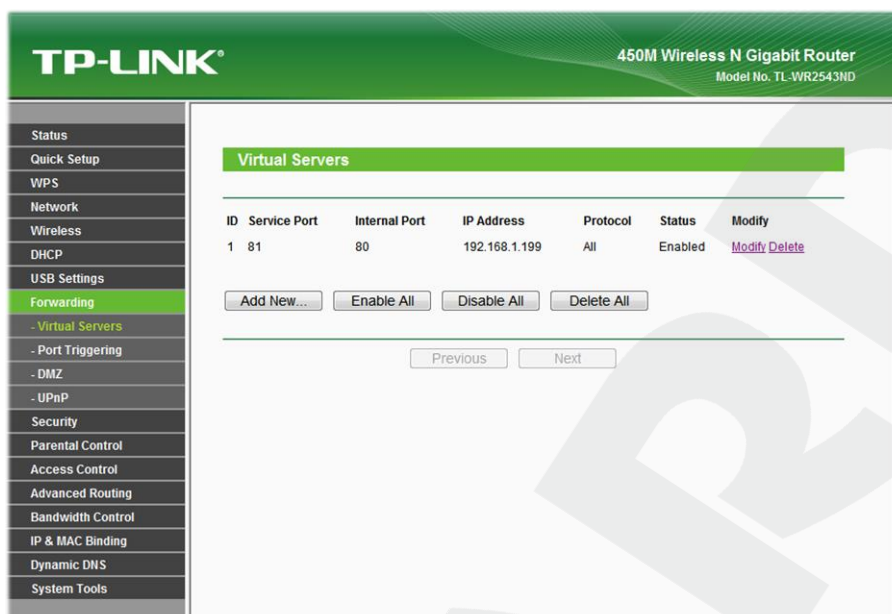 TP-LINK®
450M Wireless N Gigabit Router
Model No. TL-WR2543ND
Status
Quick Setup
WPS
Network
Wireless
DHCP
USB Settings
Forwarding
- Virtual Servers
- Port Triggering
- DMZ
- UPnP
Security
Parental Control
Access Control
Advanced Routing
Bandwidth Control
IP & MAC Binding
Dynamic DNS
System Tools
Virtual Servers
ID Service Port Internal Port IP Address Protocol Status Modify
1 81 80 192.168.1.199 All Enabled Modify Delete
Add New... Enable All Disable All Delete All
Previous Next